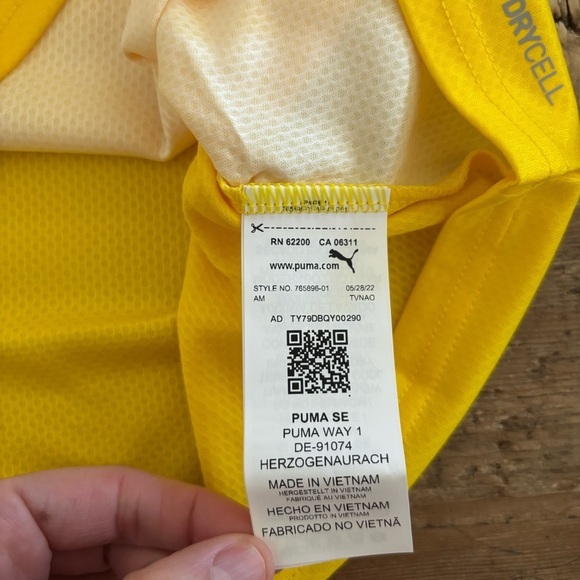 DRYCELL
RN 62200 CA 06311
www.puma.com
STYLE NO. 765896-01 05/28/22
AM TVNAO
AD TY79DBQY00290
PUMA SE
PUMA WAY 1
DE-91074
HERZOGENAURACH
MADE IN VIETNAM
HERGESTELLT IN VIETNAM
FABRIQUÉ AU VIETNAM
HECHO EN VIETNAM
PRODOTTO IN VIETNAM
FABRICADO NO VIETNÃ